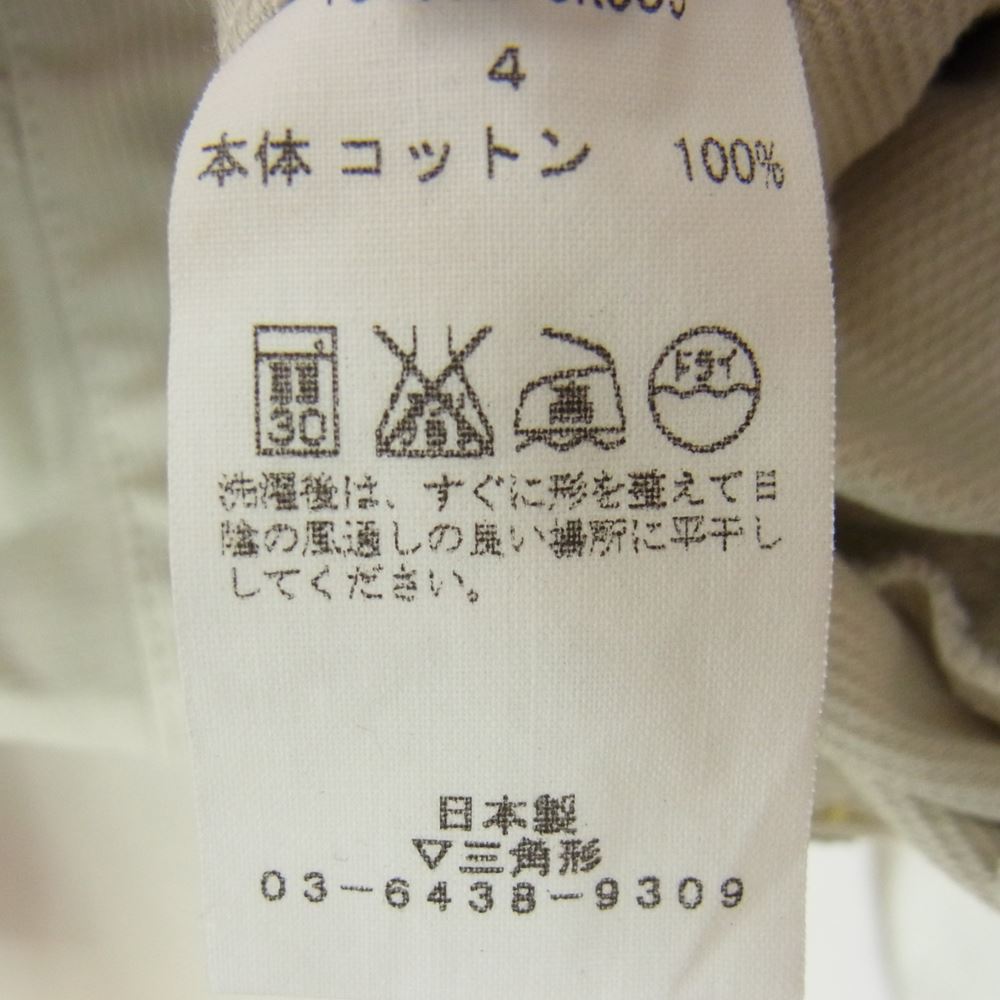 4
本体 コットン 100%
30 ドライ
洗濯後は、すぐに形を整えて日
陰の風通しの良い場所に平干し
してください。
日本製
▽三角形
03-6438-9309